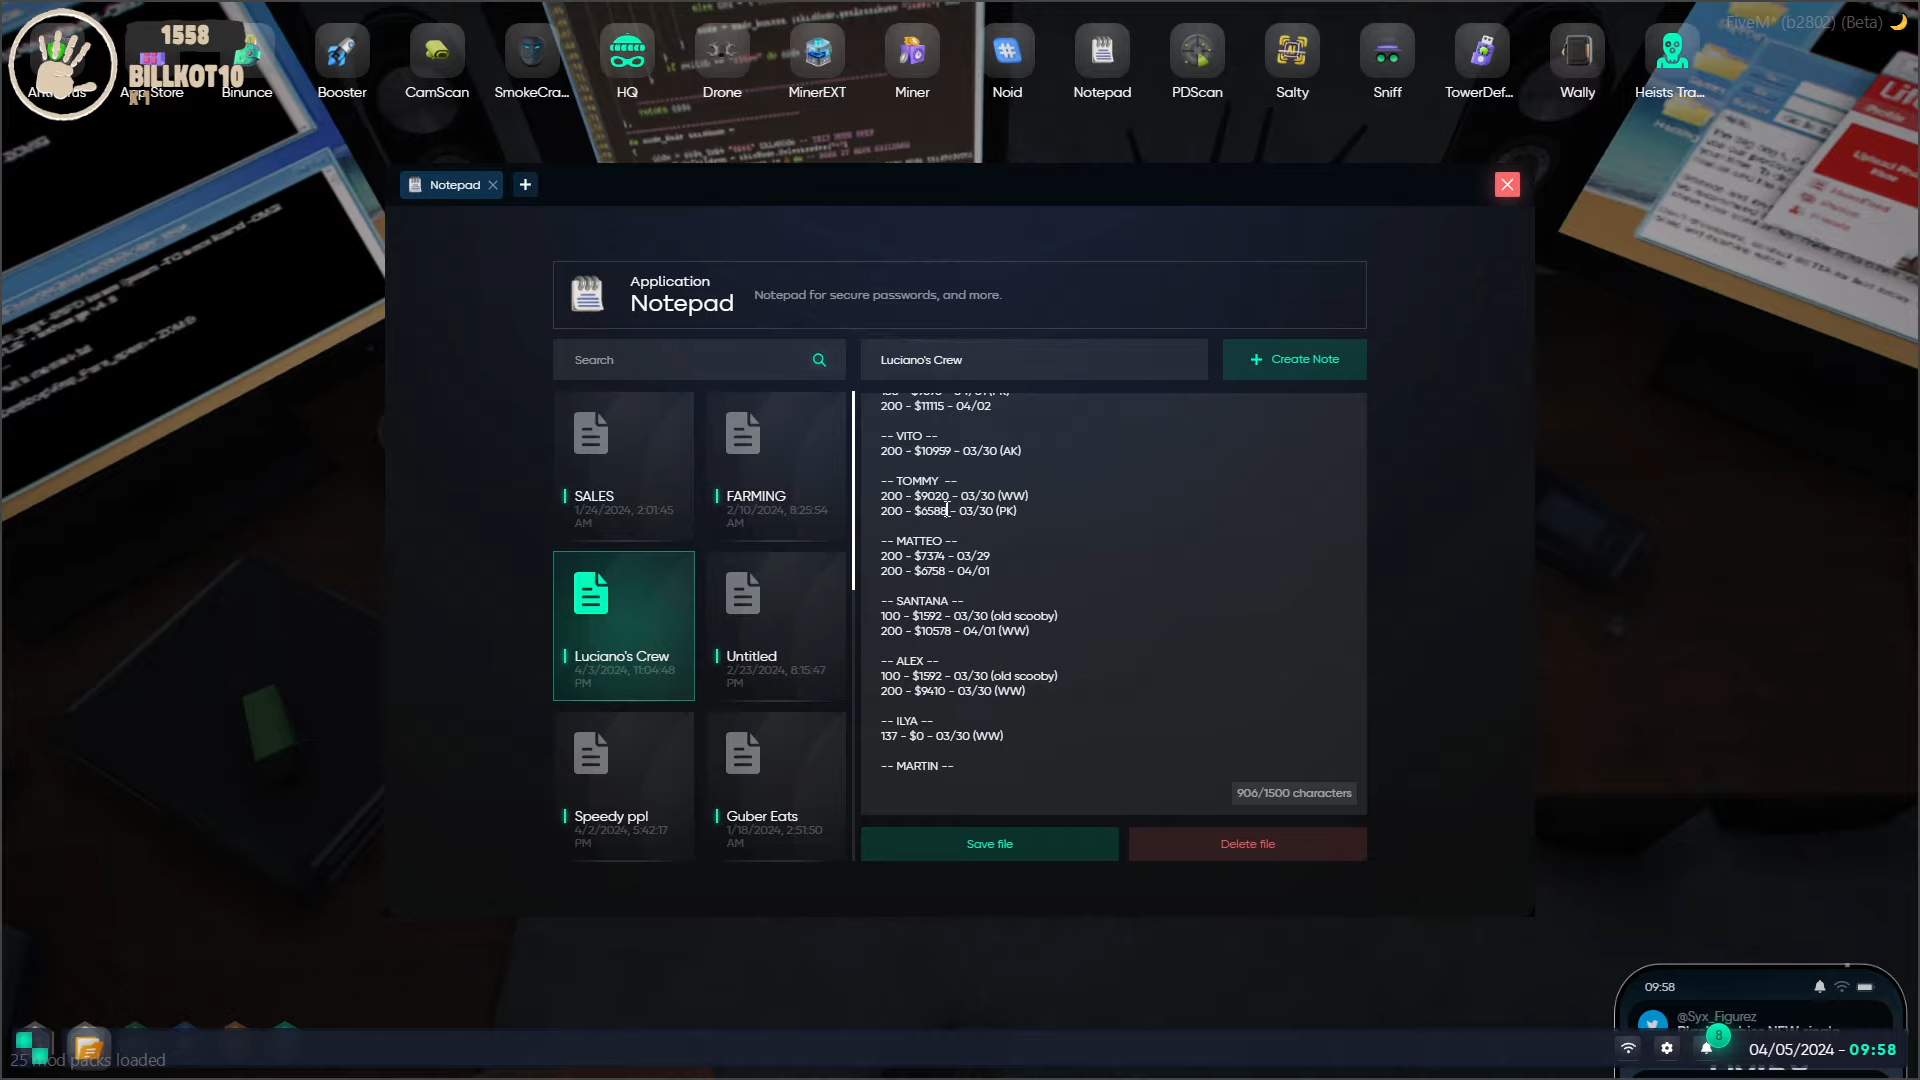 FiveM* (b2802) (Beta)
1558
BILLKOT10
App Store
Binunce
Booster
CamScan
SmokeCra...
HQ
Drone
MinerEXT
Miner
Noid
Notepad
PDScan
Salty
Sniff
TowerDef...
Wally
Heists Tra...
Notepad
Application
Notepad
Notepad for secure passwords, and more.
Search
Luciano's Crew
Create Note
SALES
1/24/2024, 2:01:45
AM
FARMING
2/10/2024, 8:25:54
AM
Luciano's Crew
4/3/2024, 11:04:48
PM
Untitled
2/23/2024, 8:15:47
PM
Speedy ppl
4/2/2024, 5:42:17
PM
Guber Eats
1/18/2024, 2:51:50
AM
200 - $11115 - 04/02
-- VITO --
200 - $10959 - 03/30 (AK)
-- TOMMY --
200 - $9020 - 03/30 (WW)
200 - $6588 - 03/30 (PK)
-- MATTEO --
200 - $7374 - 03/29
200 - $6758 - 04/01
-- SANTANA --
100 - $1592 - 03/30 (old scooby)
200 - $10578 - 04/01 (WW)
-- ALEX --
100 - $1592 - 03/30 (old scooby)
200 - $9410 - 03/30 (WW)
-- ILYA --
137 - $0 - 03/30 (WW)
-- MARTIN --
906/1500 characters
Save file
Delete file
09:58
@Syx_Figurez
8
04/05/2024 - 09:58
25 mod packs loaded